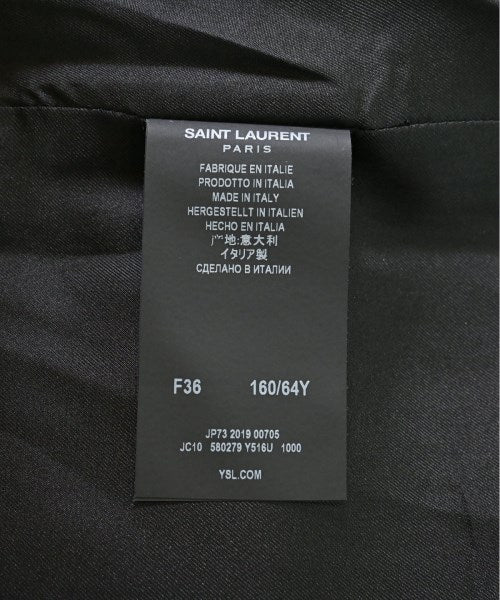 SAINT LAURENT
PARIS
FABRIQUE EN ITALIE
PRODOTTO IN ITALIA
MADE IN ITALY
HERGESTELLT IN ITALIEN
HECHO EN ITALIA
地:意大利
イタリア製
СДЕЛАНО В ИТАЛИИ
F36 160/64Y
JP73 2019 00705
JC10 580279 Y516U 1000
YSL.COM